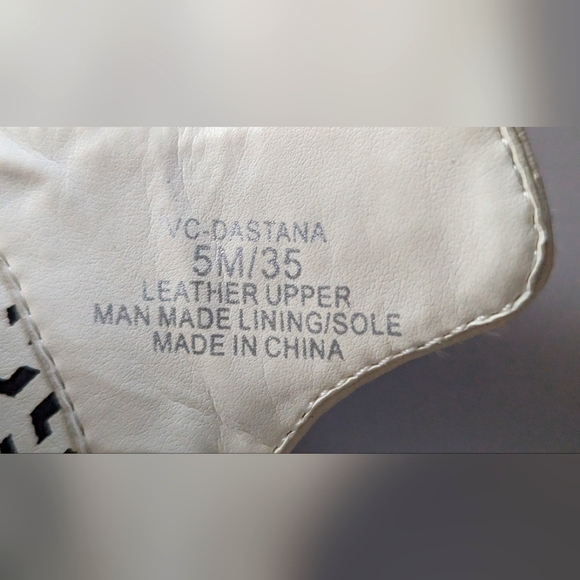 VC-DASTANA
5M/35
LEATHER UPPER
MAN MADE LINING/SOLE
MADE IN CHINA